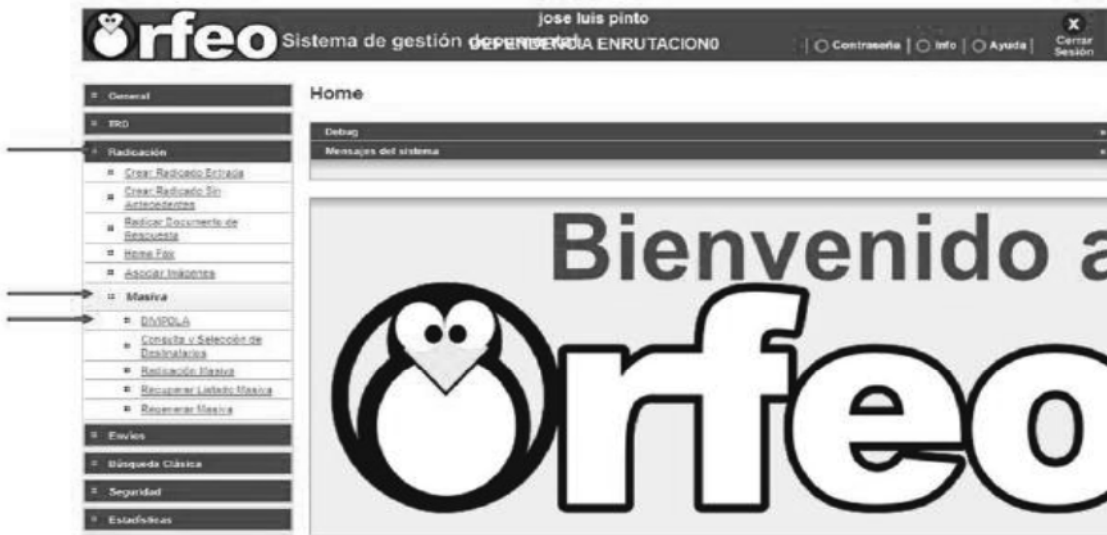 jose luis pinto
Orfeo Sistema de gestión documental
DEPENDENCIA ENRUTACION0
| Contraseña | Info | Ayuda |
x
Cerrar
Sesión
General
TRD
Radicación
Crear Radicado Entrada
Crear Radicado Sin
Antecedentes
Radicar Documento de
Respuesta
Home Fax
Asociar Imágenes
Masiva
DIVIPOLA
Consulta y Selección de
Destinatarios
Radicación Masiva
Recuperar Listado Masiva
Regenerar Masiva
Envíos
Búsqueda Clásica
Seguridad
Estadísticas
Home
Debug
Mensajes del sistema
Bienvenido a
Orfeo